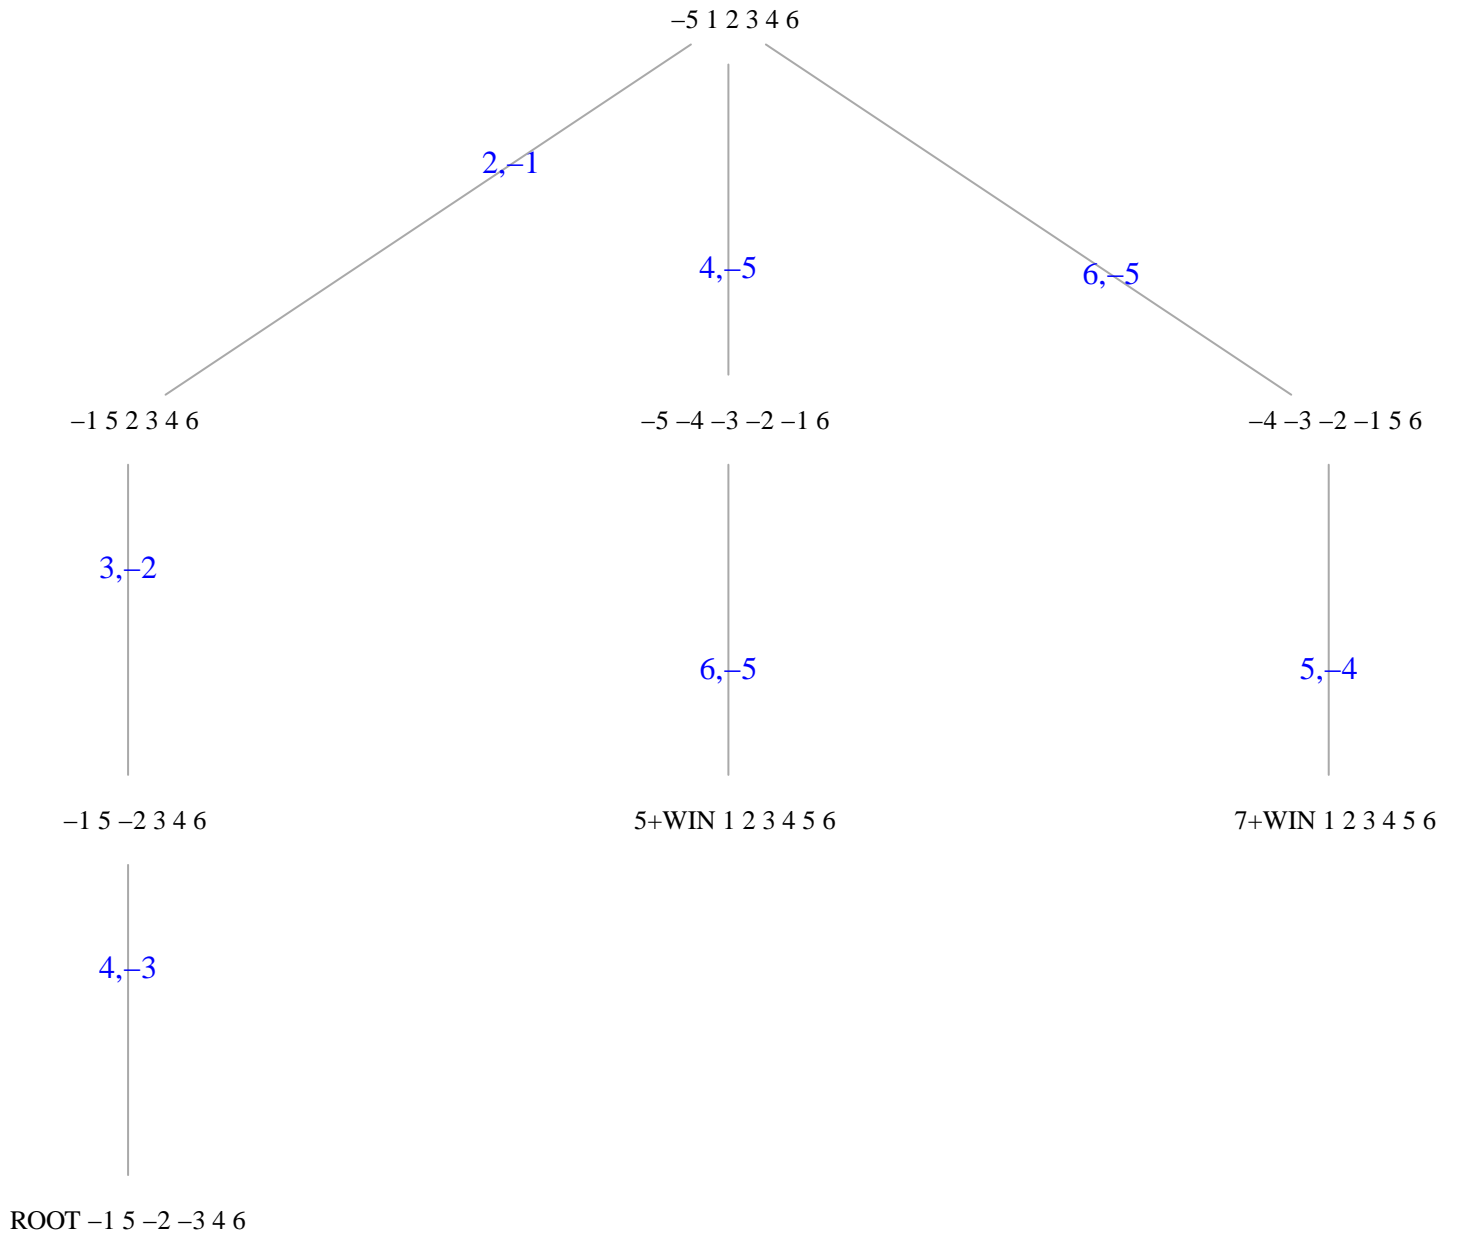 –5 1 2 3 4 6
2,–1
4,–5
6,–5
–1 5 2 3 4 6
–5 –4 –3 –2 –1 6
–4 –3 –2 –1 5 6
3,–2
6,–5
5,–4
–1 5 –2 3 4 6
5+WIN 1 2 3 4 5 6
7+WIN 1 2 3 4 5 6
4,–3
ROOT –1 5 –2 –3 4 6